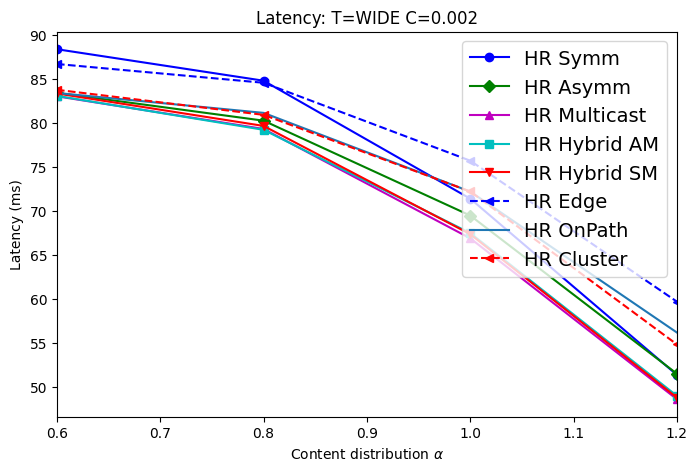 Latency: T=WIDE C=0.002
Latency (ms)
90
85
80
75
70
65
60
55
50
0.6
0.7
0.8
0.9
1.0
1.1
1.2
Content distribution α
HR Symm
HR Asymm
HR Multicast
HR Hybrid AM
HR Hybrid SM
HR Edge
HR OnPath
HR Cluster